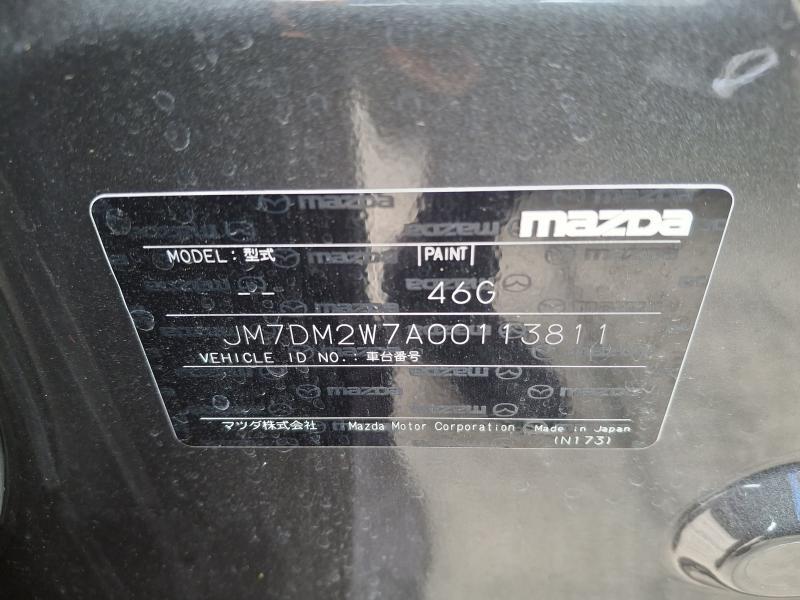 mazda
MODEL:型式 PAINT
-- 46G
JM7DM2W7A00113811
VEHICLE ID NO.:車台番号
マツダ株式会社 Mazda Motor Corporation Made in Japan
(N173)